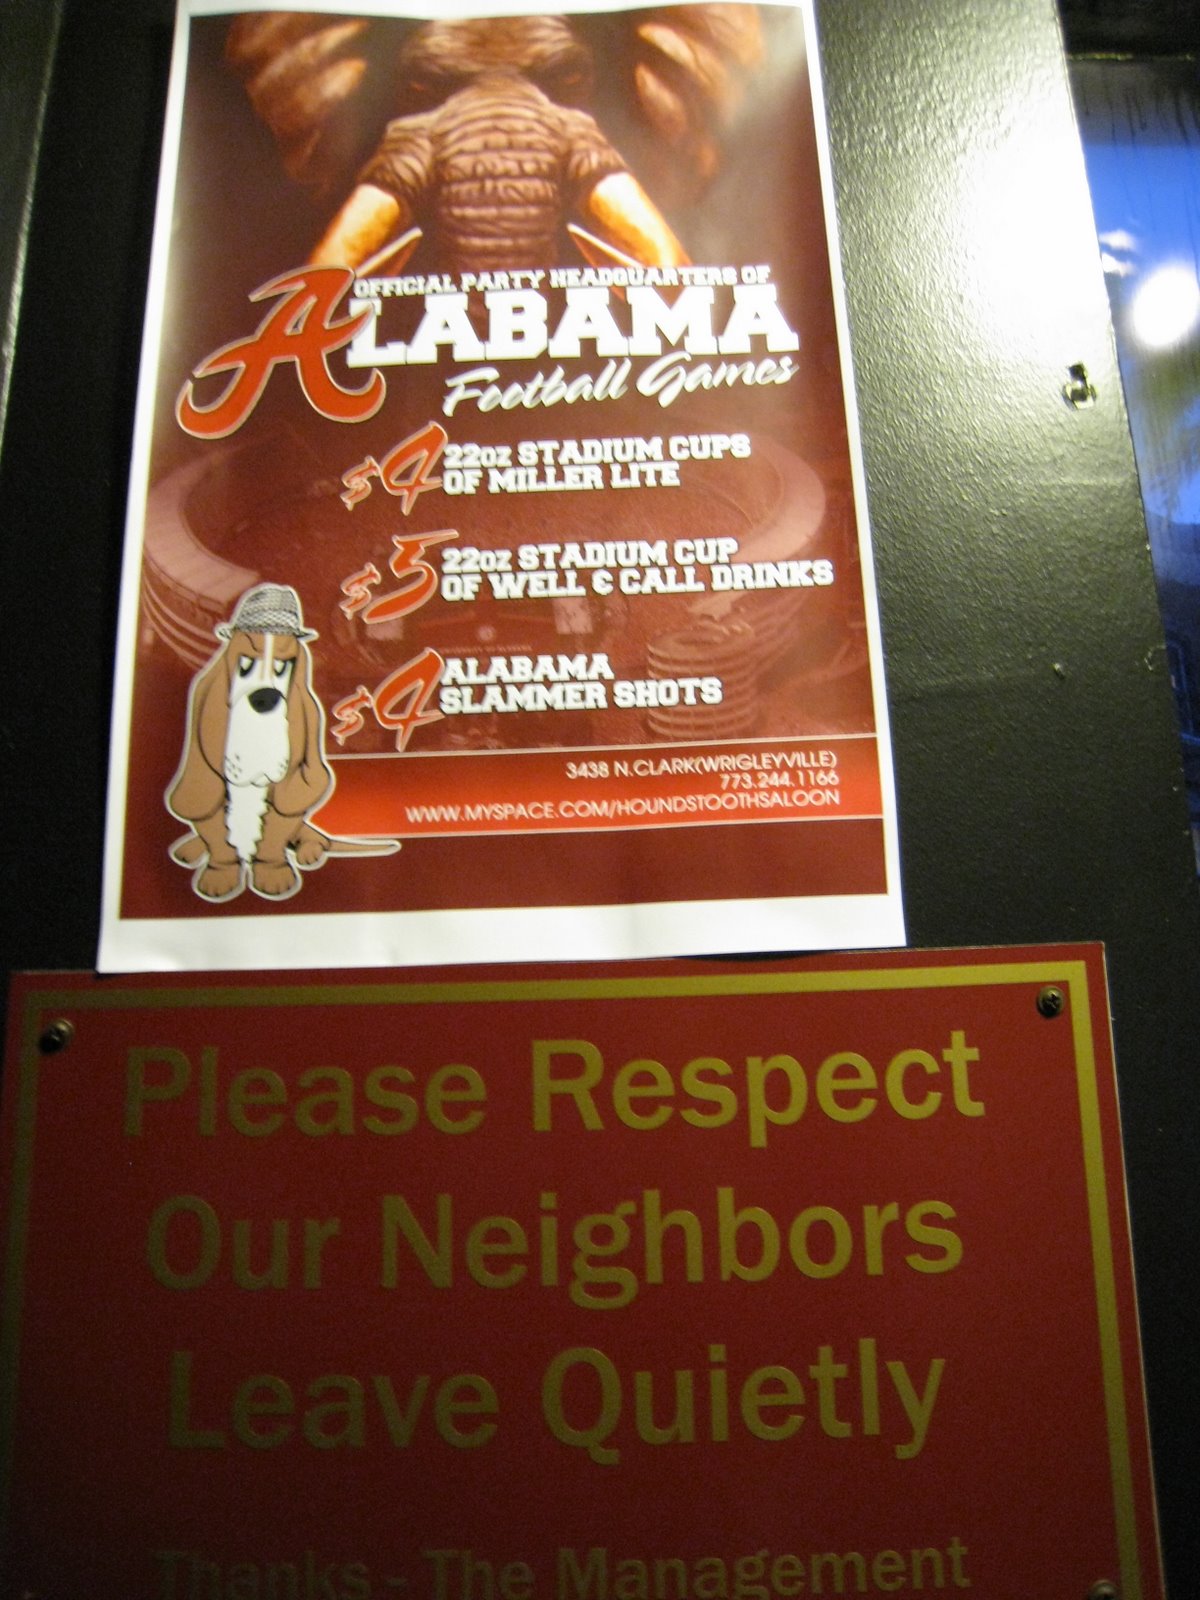 OFFICIAL PARTY HEADQUARTERS OF
ALABAMA
Football Games
$4 22oz STADIUM CUPS
OF MILLER LITE
$5 22oz STADIUM CUP
OF WELL & CALL DRINKS
$4 ALABAMA
SLAMMER SHOTS
3438 N.CLARK(WRIGLEYVILLE)
773.244.1166
WWW.MYSPACE.COM/HOUNDSTOOTHSALOON
Please Respect
Our Neighbors
Leave Quietly
Thanks - The Management